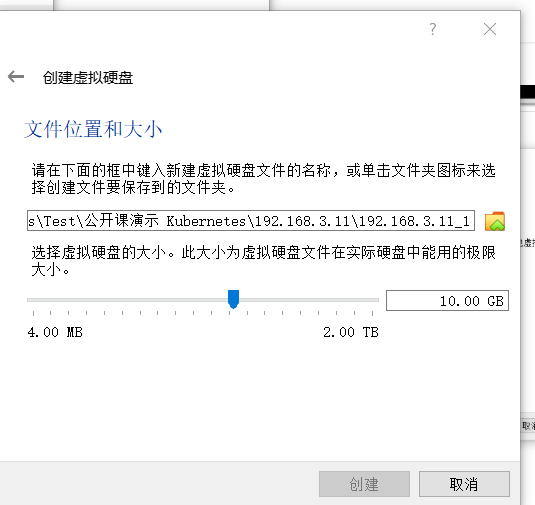 ?
创建虚拟硬盘
文件位置和大小
请在下面的框中键入新建虚拟硬盘文件的名称，或单击文件夹图标来选
择创建文件要保存到的文件夹。
s\Test\公开课演示 Kubernetes\192.168.3.11\192.168.3.11_1
选择虚拟硬盘的大小。此大小为虚拟硬盘文件在实际硬盘中能用的极限
大小。
10.00 GB
4.00 MB
2.00 TB
创建
取消